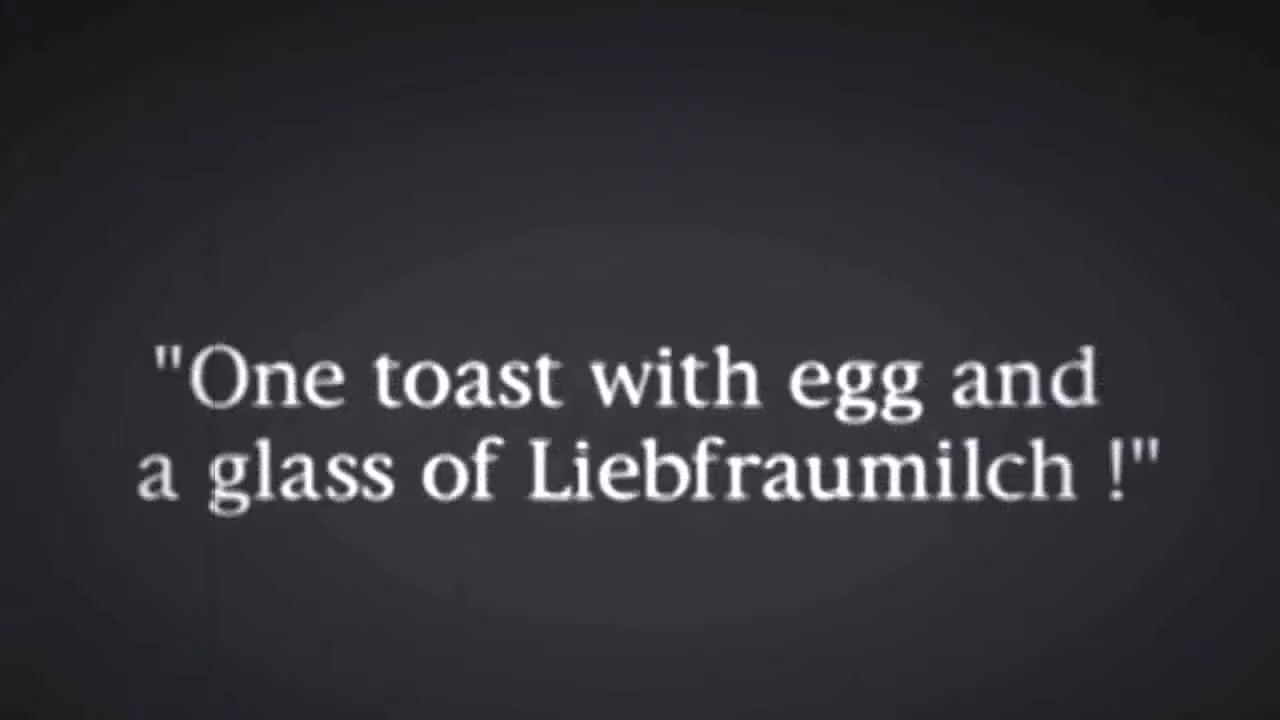 "One toast with egg and
a glass of Liebfraumilch !"